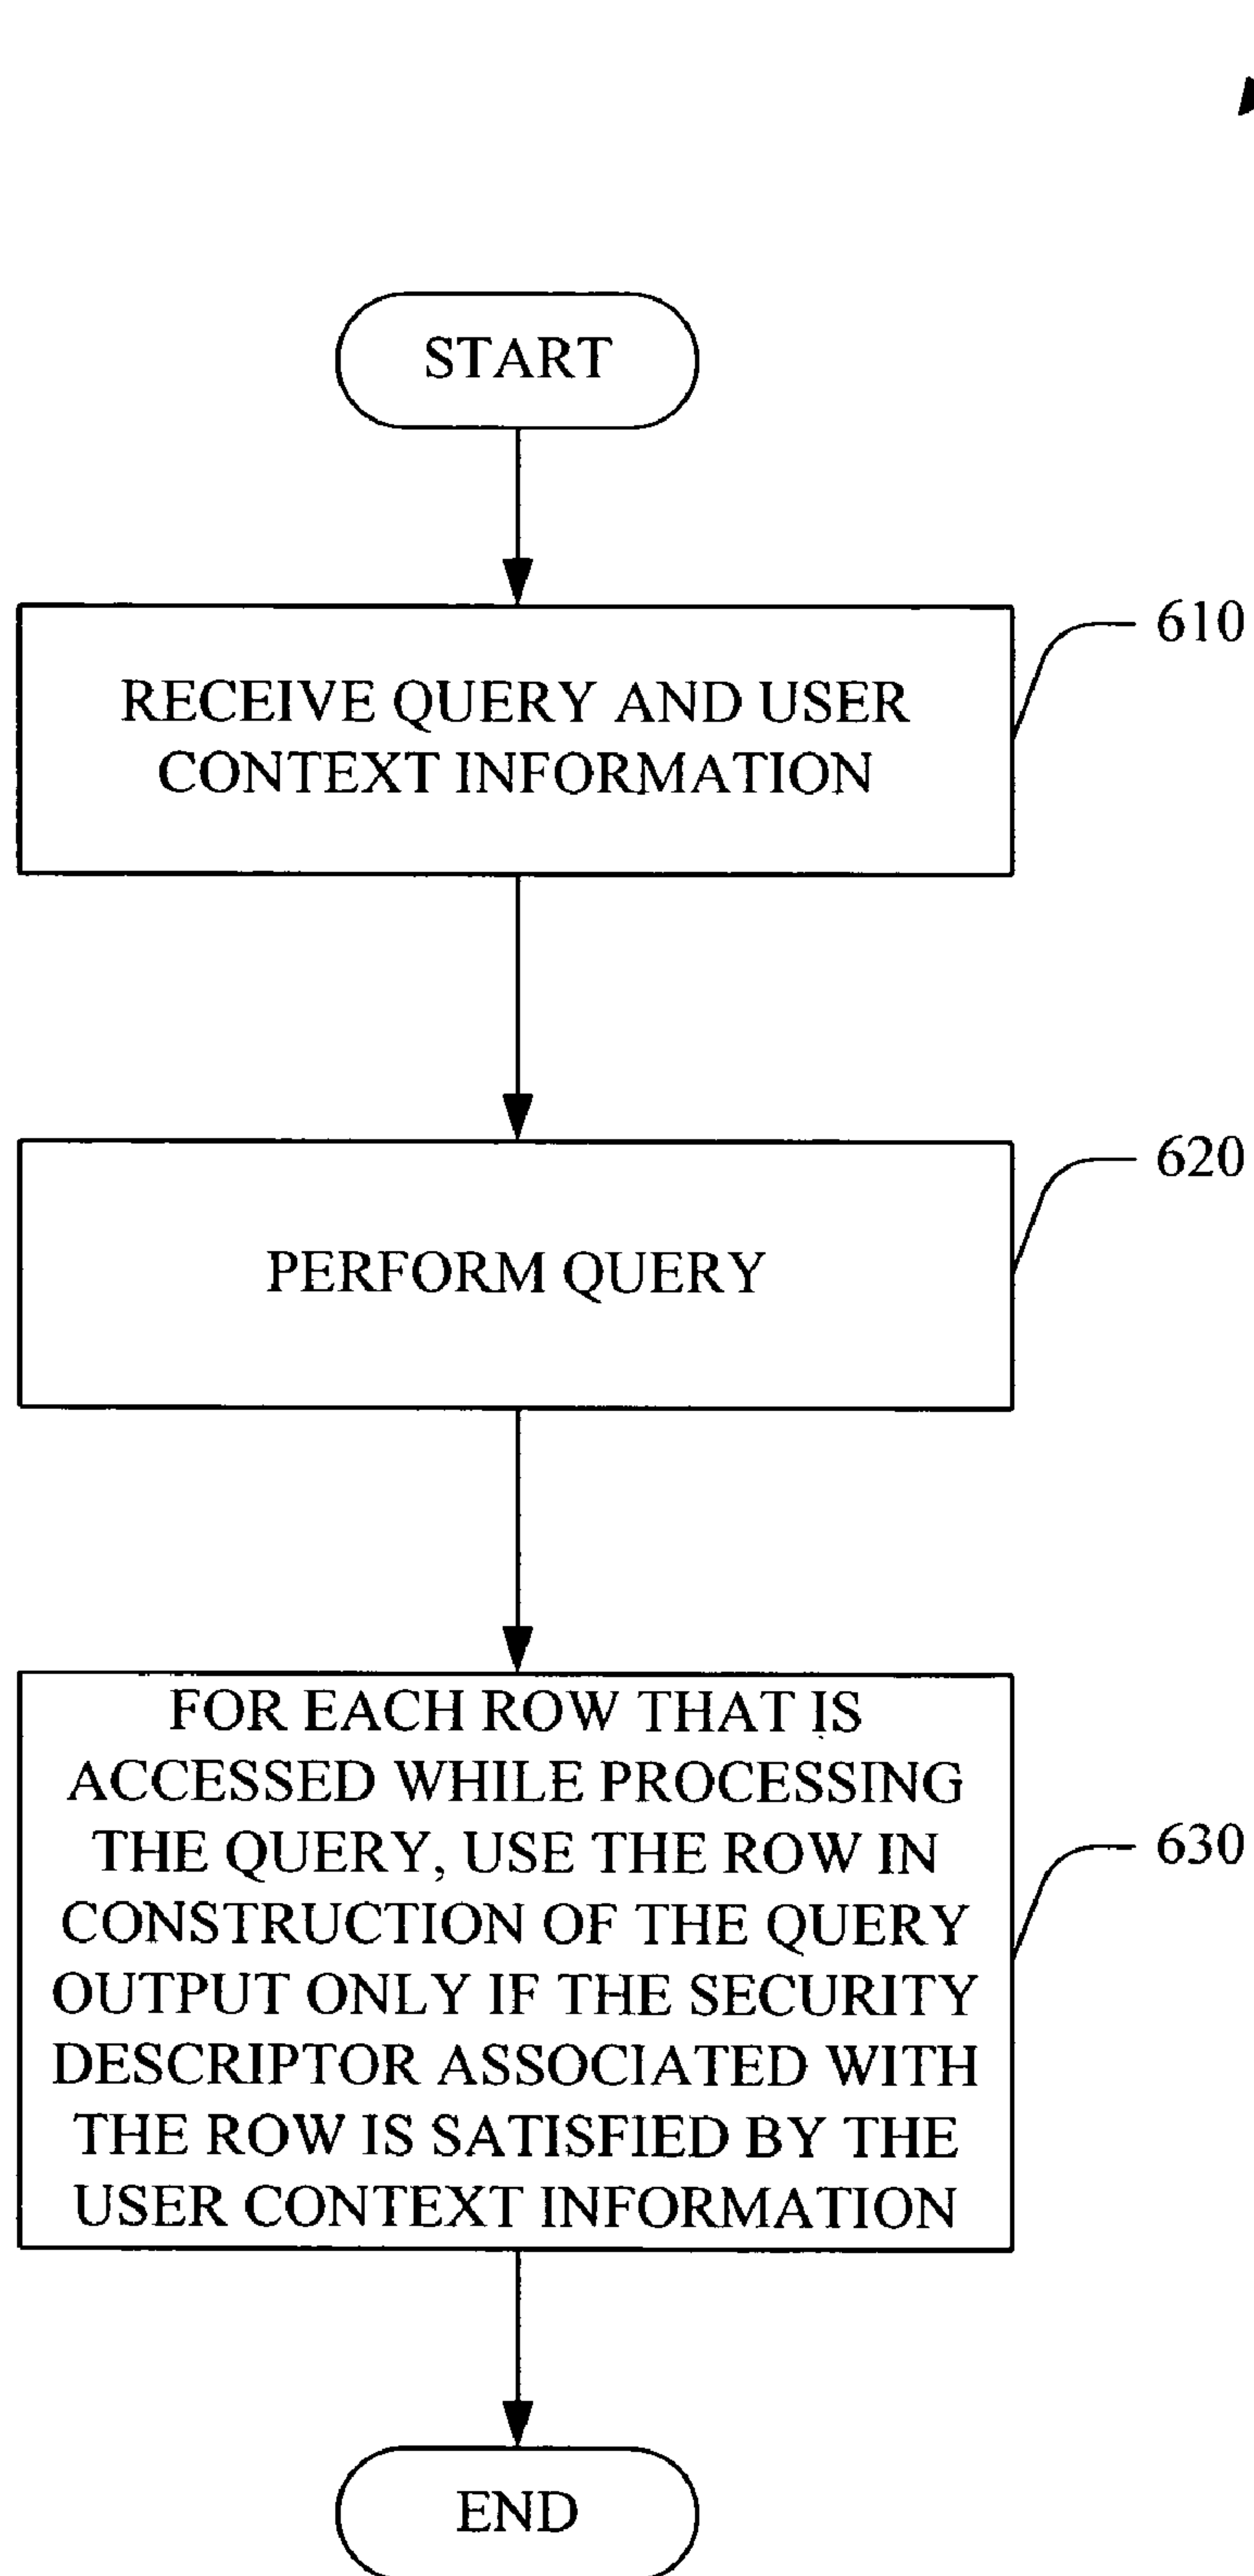 START
RECEIVE QUERY AND USER
CONTEXT INFORMATION
610
PERFORM QUERY
620
FOR EACH ROW THAT IS
ACCESSED WHILE PROCESSING
THE QUERY, USE THE ROW IN
CONSTRUCTION OF THE QUERY
OUTPUT ONLY IF THE SECURITY
DESCRIPTOR ASSOCIATED WITH
THE ROW IS SATISFIED BY THE
USER CONTEXT INFORMATION
630
END